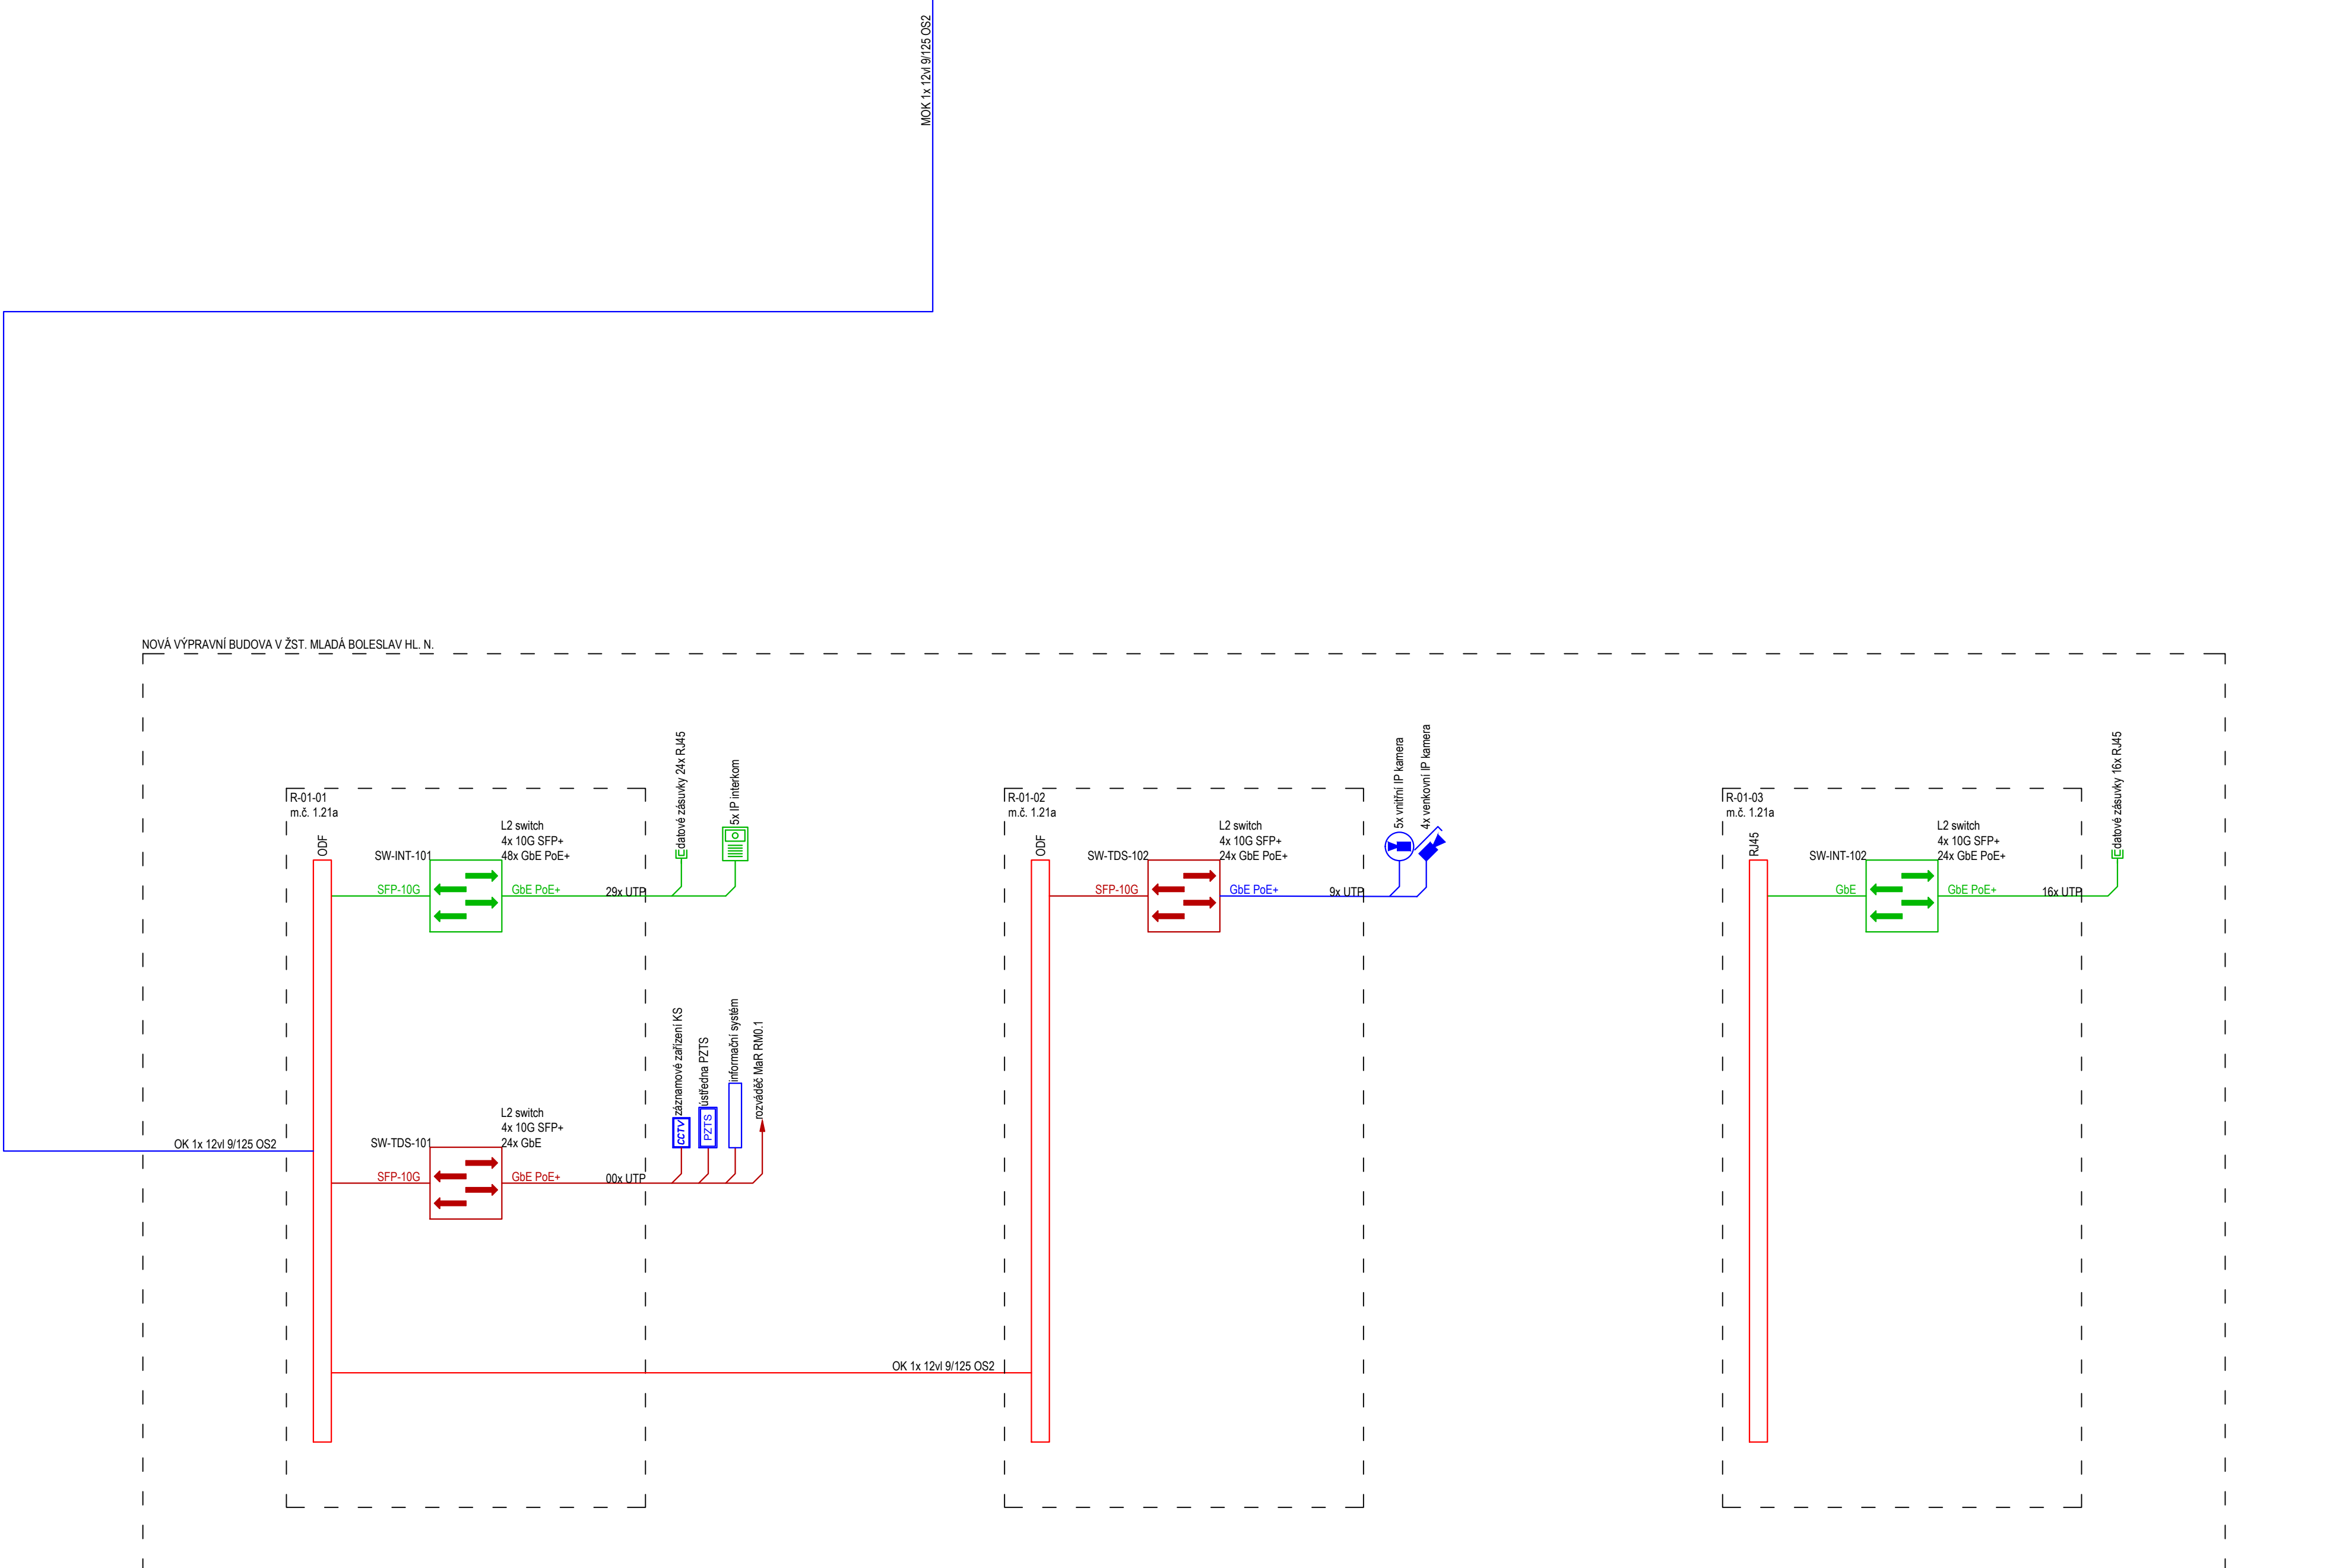 MOK 1x 12vl 9/125 OS2
NOVÁ VÝPRAVNÍ BUDOVA V ŽST. MLADÁ BOLESLAV HL. N.
R-01-01
m.č. 1.21a
ODF
SW-INT-101
L2 switch
4x 10G SFP+
48x GbE PoE+
SFP-10G
GbE PoE+
29x UTP
datové zásuvky 24x RJ45
5x IP interkom
OK 1x 12vl 9/125 OS2
SW-TDS-101
L2 switch
4x 10G SFP+
24x GbE
SFP-10G
GbE PoE+
00x UTP
záznamové zařízení KS
CCTV
ústředna PZTS
PZTS
informační systém
rozváděč MaR RM0.1
OK 1x 12vl 9/125 OS2
R-01-02
m.č. 1.21a
ODF
SW-TDS-102
L2 switch
4x 10G SFP+
24x GbE PoE+
SFP-10G
GbE PoE+
9x UTP
5x vnitřní IP kamera
4x venkovní IP kamera
R-01-03
m.č. 1.21a
RJ45
SW-INT-102
L2 switch
4x 10G SFP+
24x GbE PoE+
GbE
GbE PoE+
16x UTP
datové zásuvky 16x RJ45